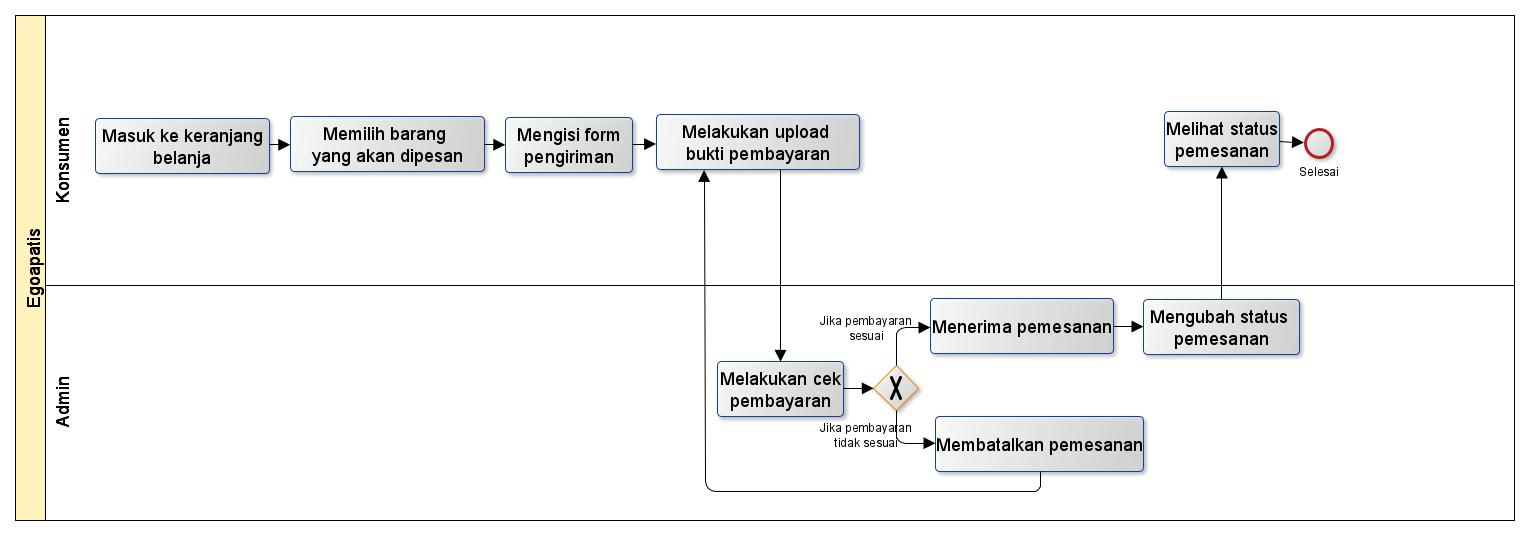 Egoapatis
Konsumen
Masuk ke keranjang
belanja
Memilih barang
yang akan dipesan
Mengisi form
pengiriman
Melakukan upload
bukti pembayaran
Melihat status
pemesanan
Selesai
Admin
Melakukan cek
pembayaran
Jika pembayaran
sesuai
Menerima pemesanan
Mengubah status
pemesanan
Jika pembayaran
tidak sesuai
Membatalkan pemesanan